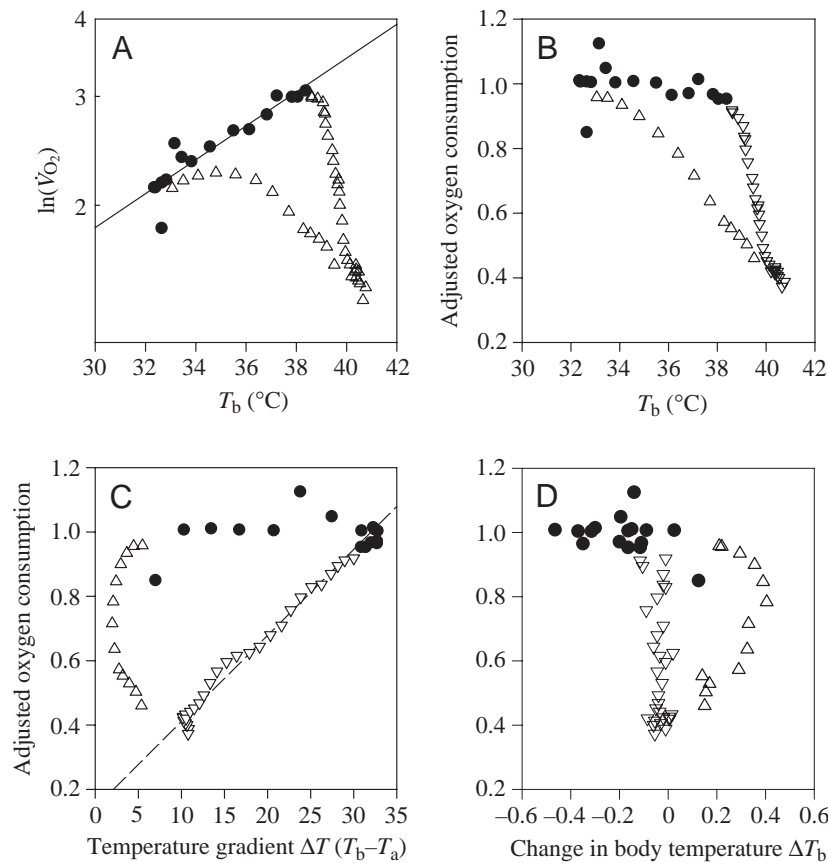 A
4
3
2
ln(V̇O₂)
30 32 34 36 38 40 42
Tb (°C)
B
1.2
1.0
0.8
0.6
0.4
0.2
Adjusted oxygen consumption
30 32 34 36 38 40 42
Tb (°C)
C
1.2
1.0
0.8
0.6
0.4
0.2
Adjusted oxygen consumption
0 5 10 15 20 25 30 35
Temperature gradient ΔT (Tb–Ta)
D
1.2
1.0
0.8
0.6
0.4
0.2
–0.6 –0.4 –0.2 0 0.2 0.4 0.6
Change in body temperature ΔTb